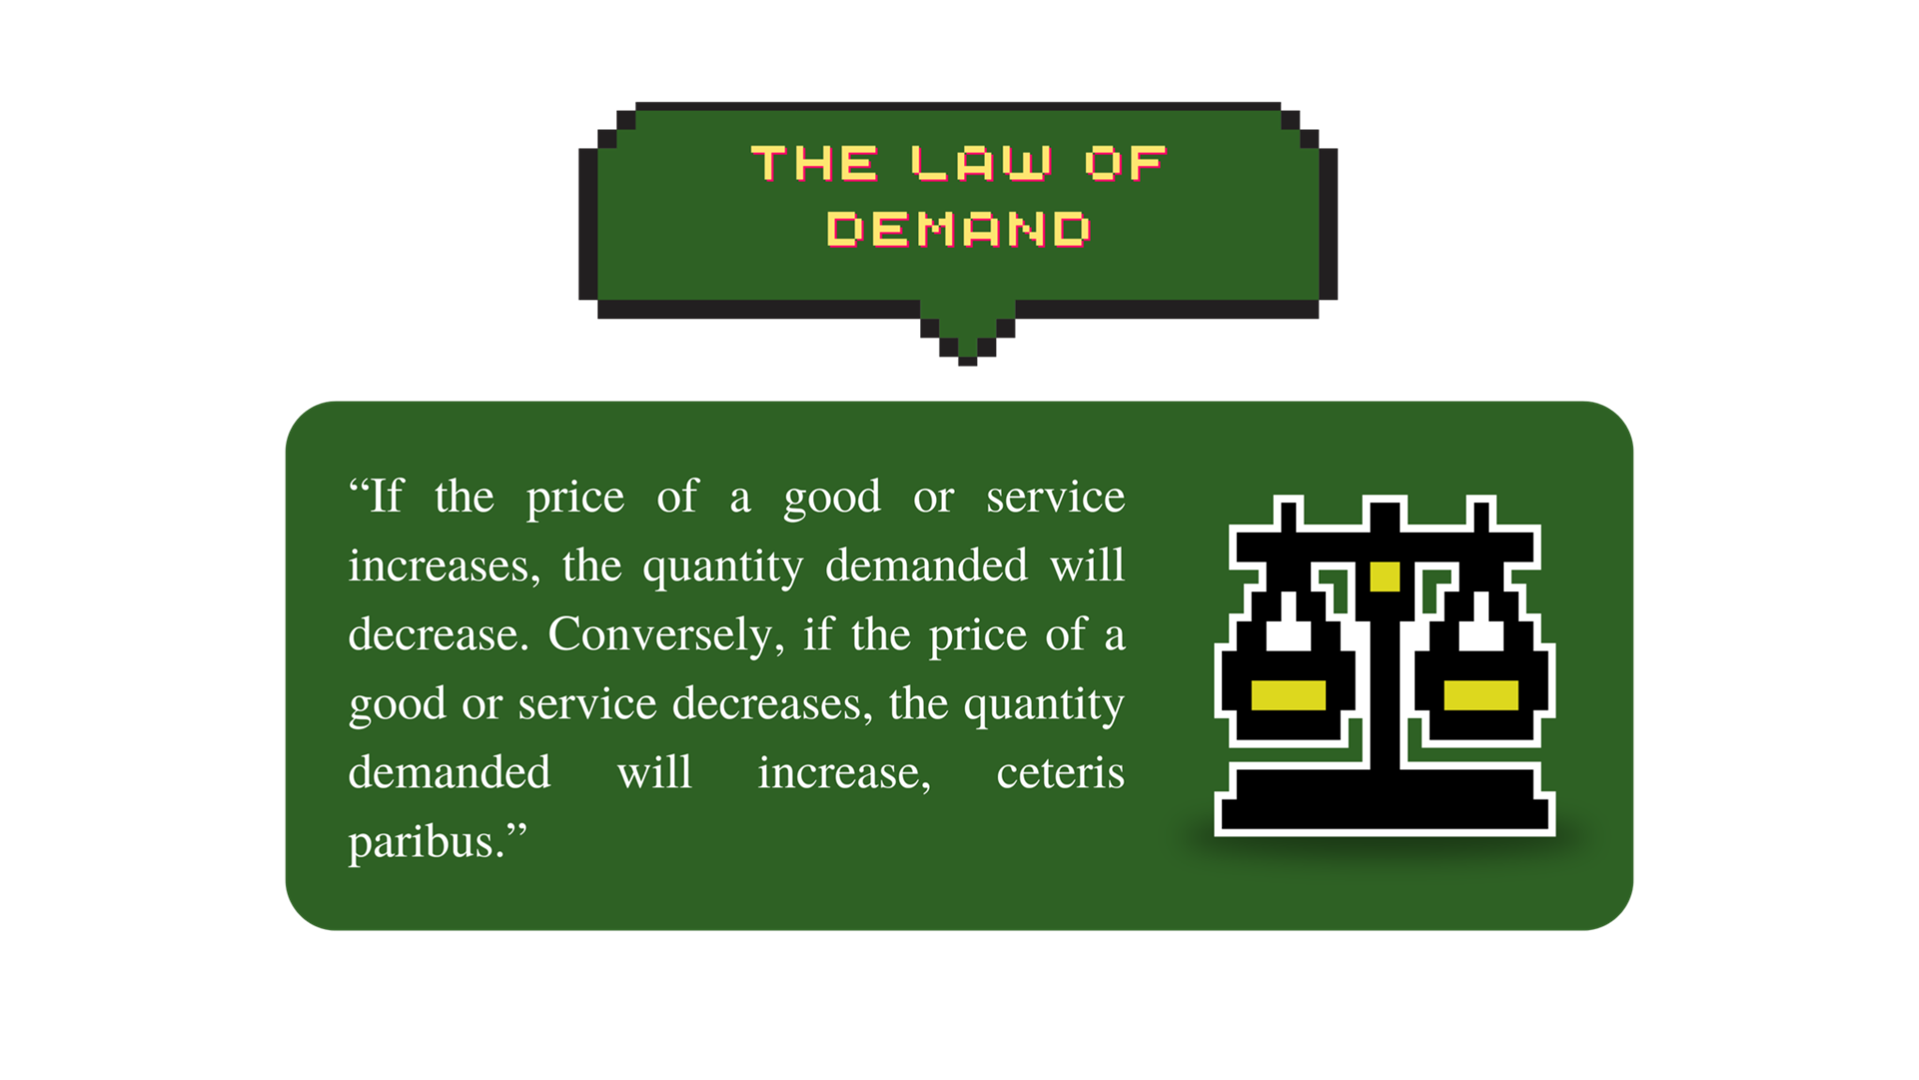 THE LAW OF
DEMAND
“If the price of a good or service
increases, the quantity demanded will
decrease. Conversely, if the price of a
good or service decreases, the quantity
demanded will increase, ceteris
paribus.”